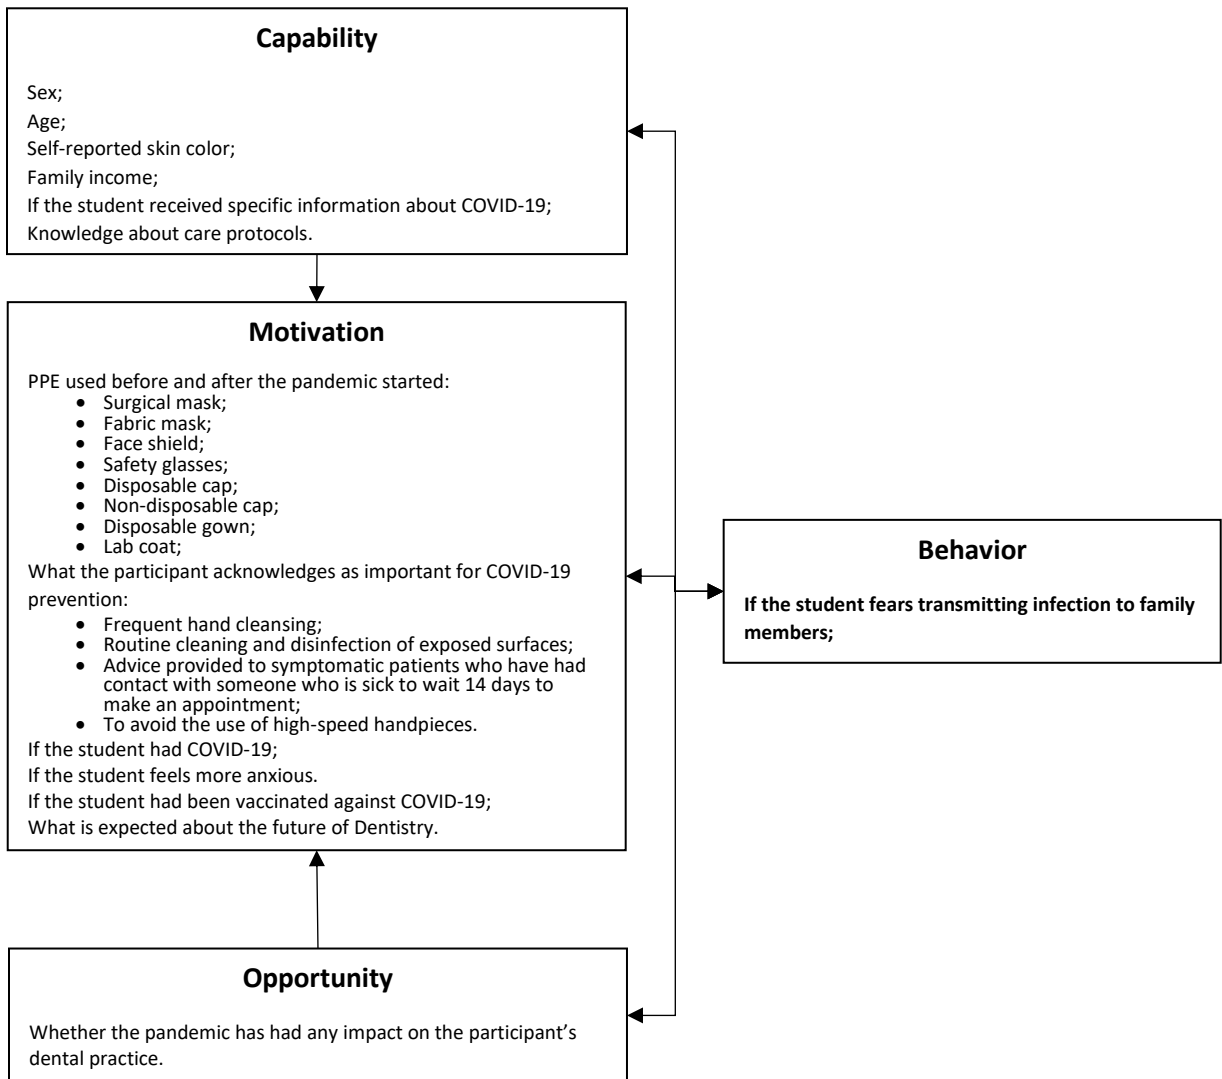 Capability
Sex;
Age;
Self-reported skin color;
Family income;
If the student received specific information about COVID-19;
Knowledge about care protocols.
Motivation
PPE used before and after the pandemic started:
• Surgical mask;
• Fabric mask;
• Face shield;
• Safety glasses;
• Disposable cap;
• Non-disposable cap;
• Disposable gown;
• Lab coat;
What the participant acknowledges as important for COVID-19
prevention:
• Frequent hand cleansing;
• Routine cleaning and disinfection of exposed surfaces;
• Advice provided to symptomatic patients who have had
contact with someone who is sick to wait 14 days to
make an appointment;
• To avoid the use of high-speed handpieces.
If the student had COVID-19;
If the student feels more anxious.
If the student had been vaccinated against COVID-19;
What is expected about the future of Dentistry.
Behavior
If the student fears transmitting infection to family
members;
Opportunity
Whether the pandemic has had any impact on the participant’s
dental practice.